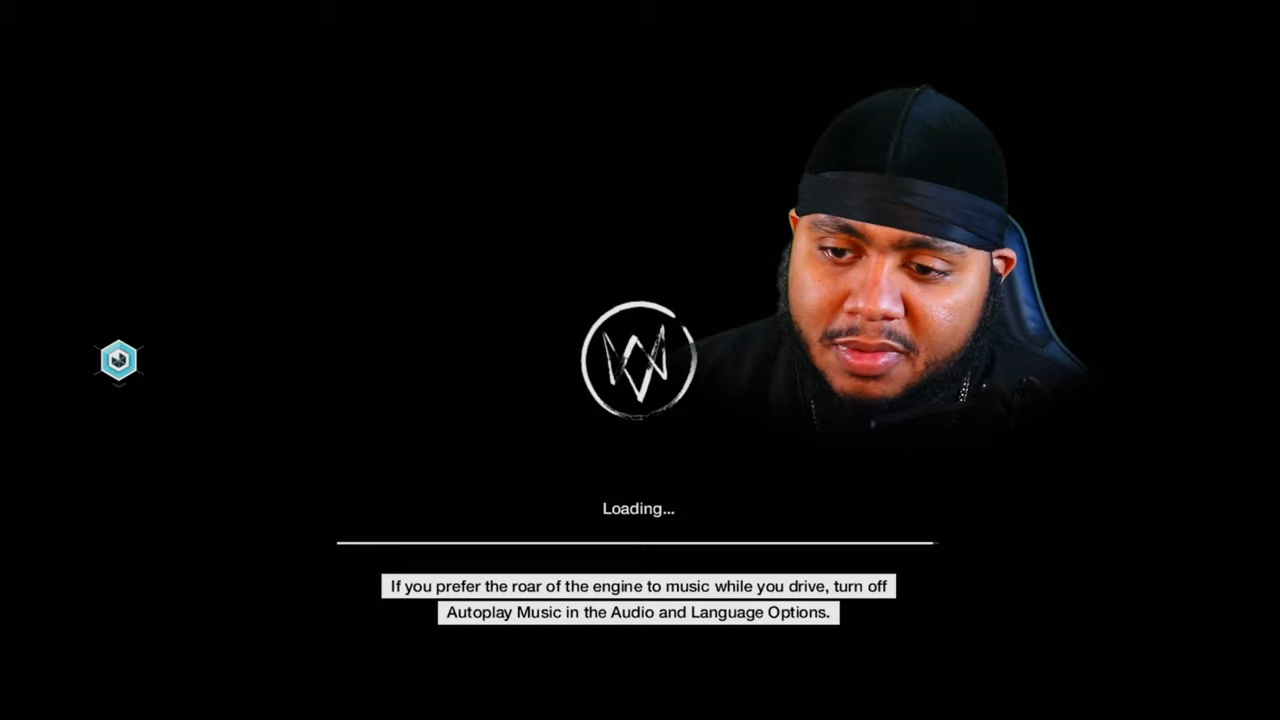 Loading...
If you prefer the roar of the engine to music while you drive, turn off
Autoplay Music in the Audio and Language Options.